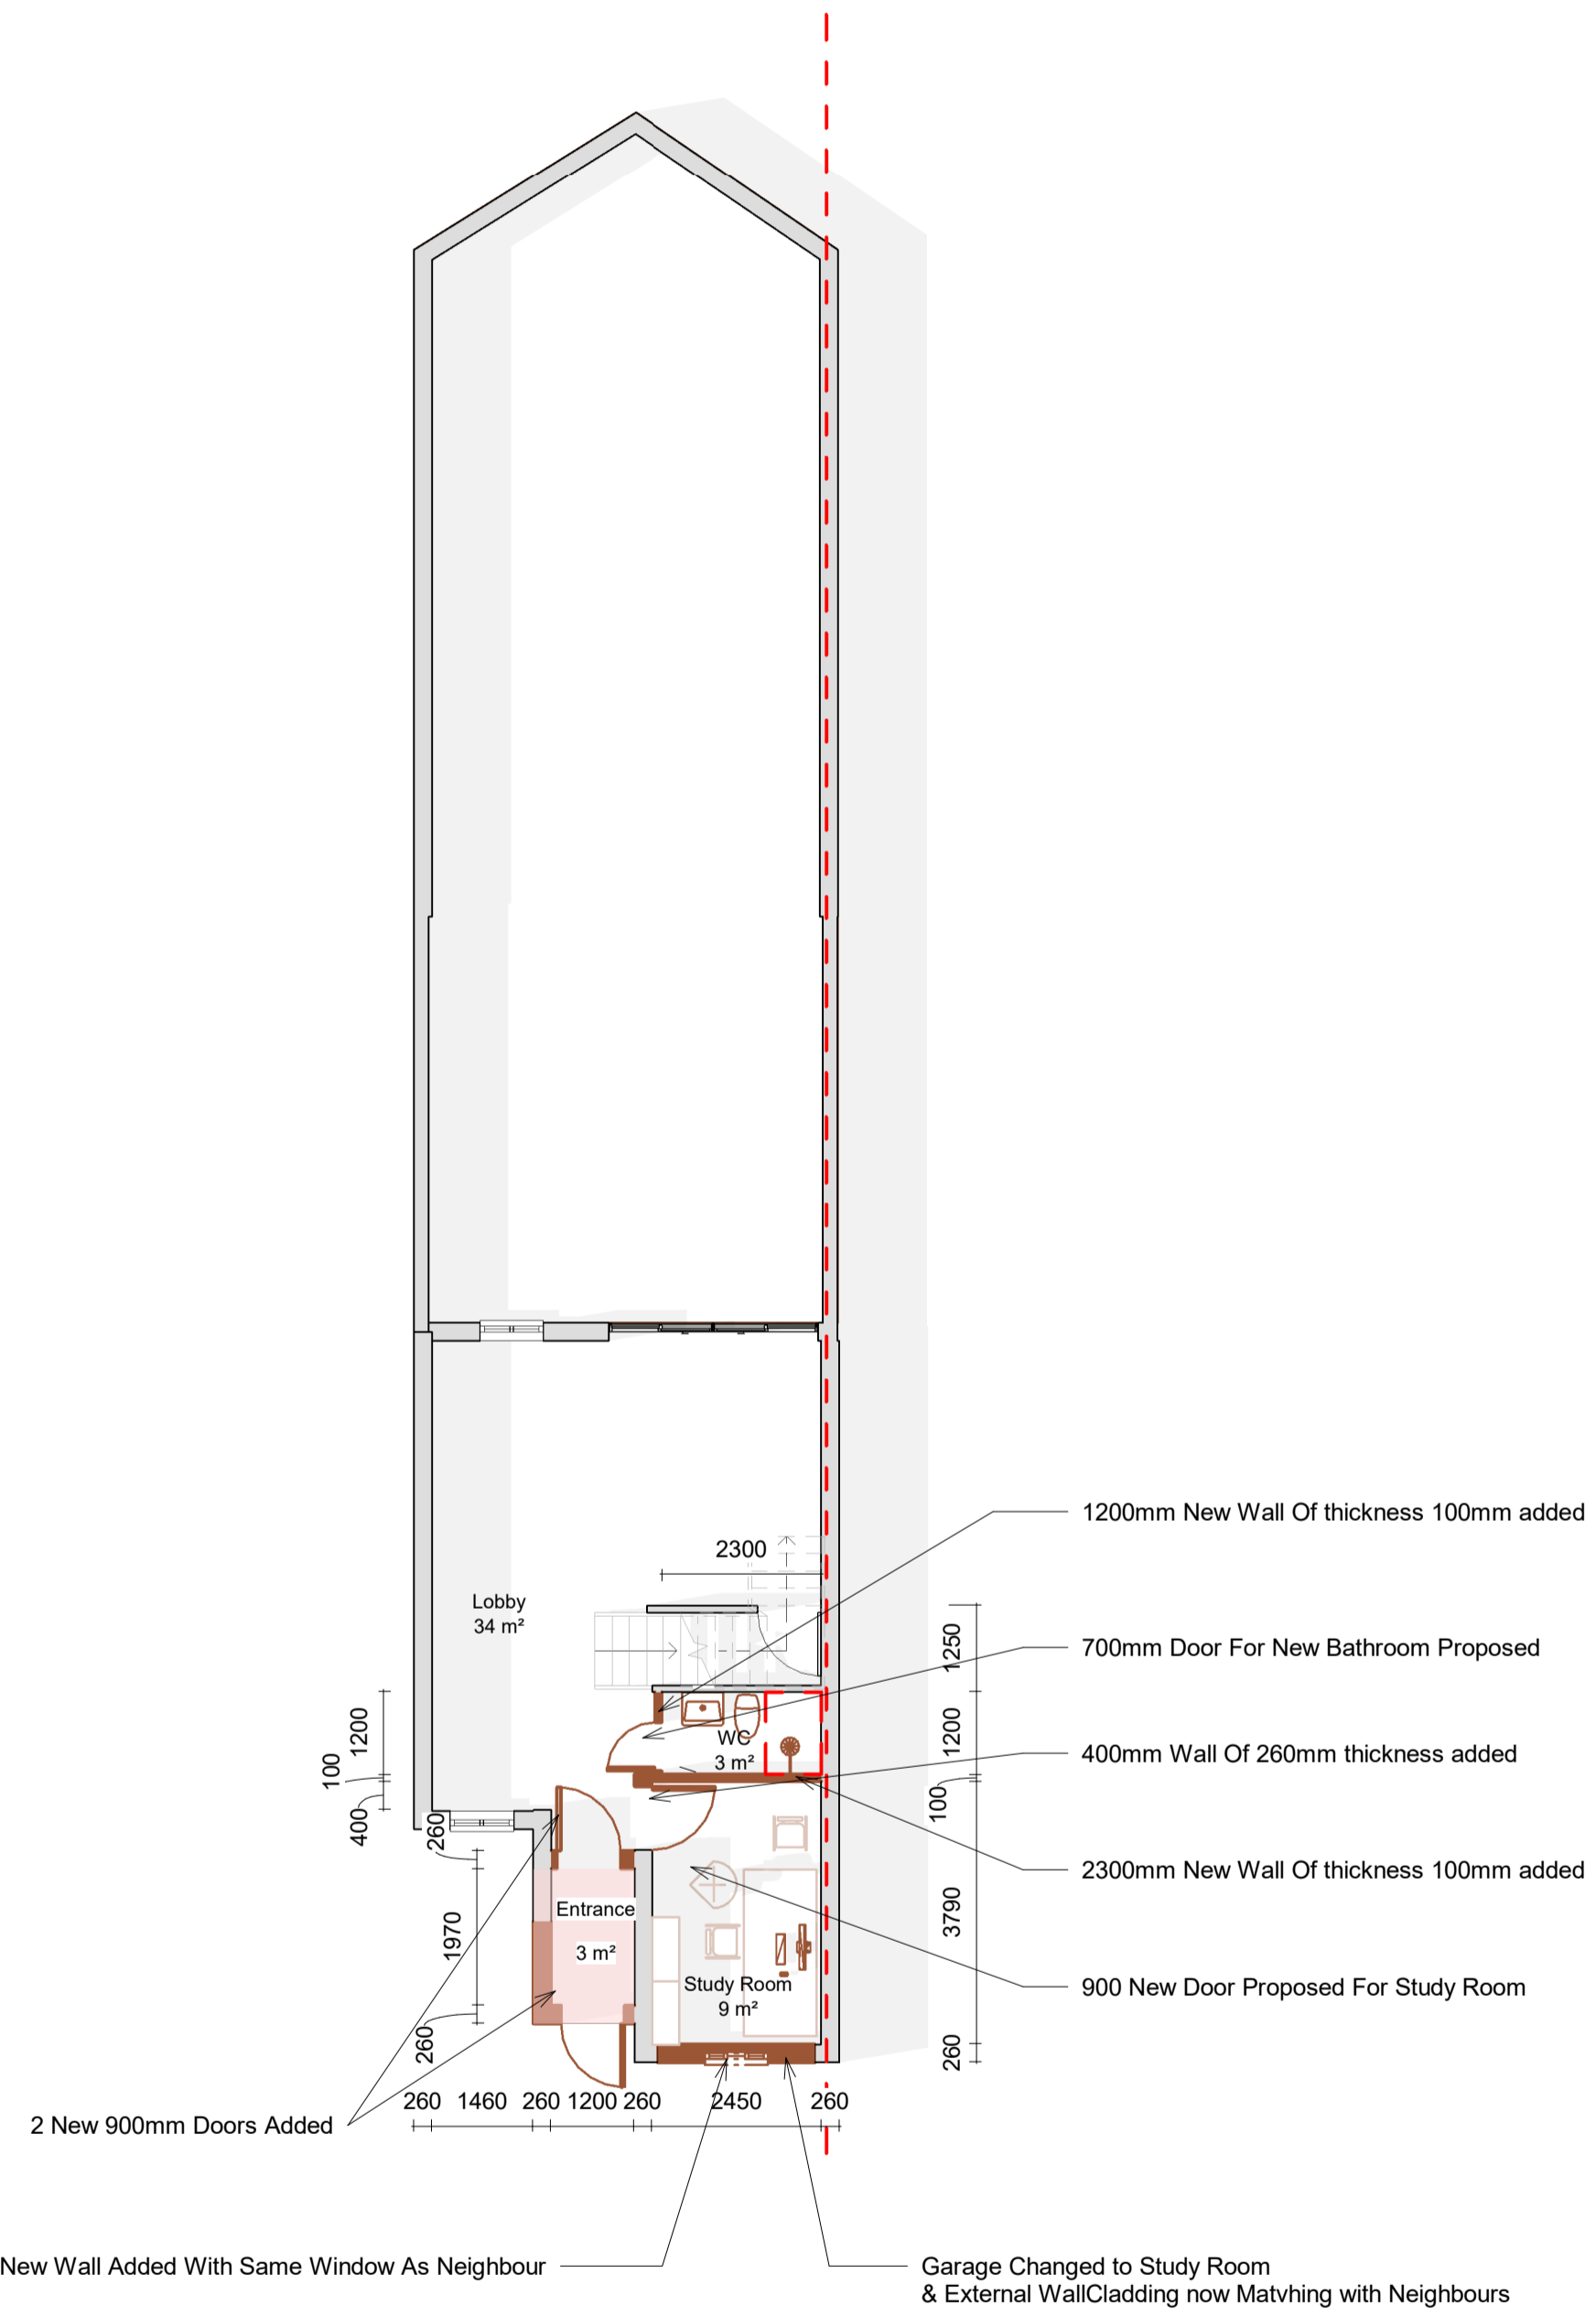 1200mm New Wall Of thickness 100mm added
2300
Lobby
34 m²
1250
700mm Door For New Bathroom Proposed
1200
1200
WC
3 m²
400mm Wall Of 260mm thickness added
100
100
400
260
2300mm New Wall Of thickness 100mm added
Entrance
3 m²
1970
3790
Study Room
9 m²
900 New Door Proposed For Study Room
260
260
260 1460 260 1200 260 2450 260
2 New 900mm Doors Added
New Wall Added With Same Window As Neighbour
Garage Changed to Study Room
& External WallCladding now Matvhing with Neighbours